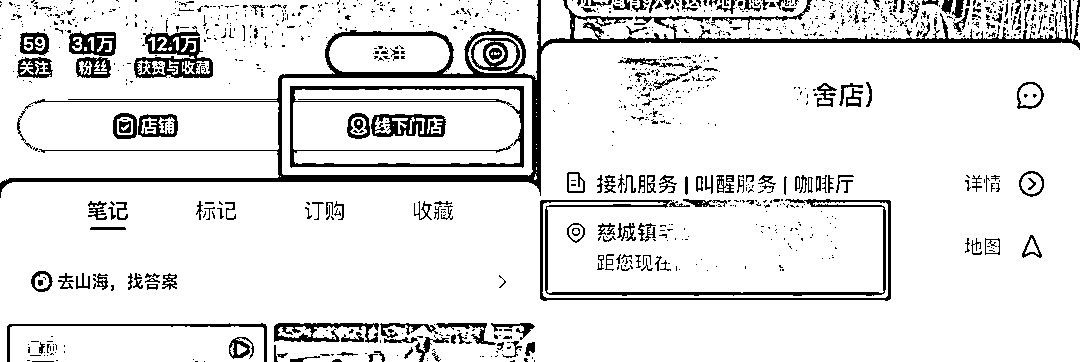 59 3.1万 12.1万
关注 粉丝 获赞与收藏
关注
店铺 线下门店
笔记 标记 订购 收藏
去山海，找答案
舍店）
接机服务 | 叫醒服务 | 咖啡厅 详情
慈城镇
距您现在
地图